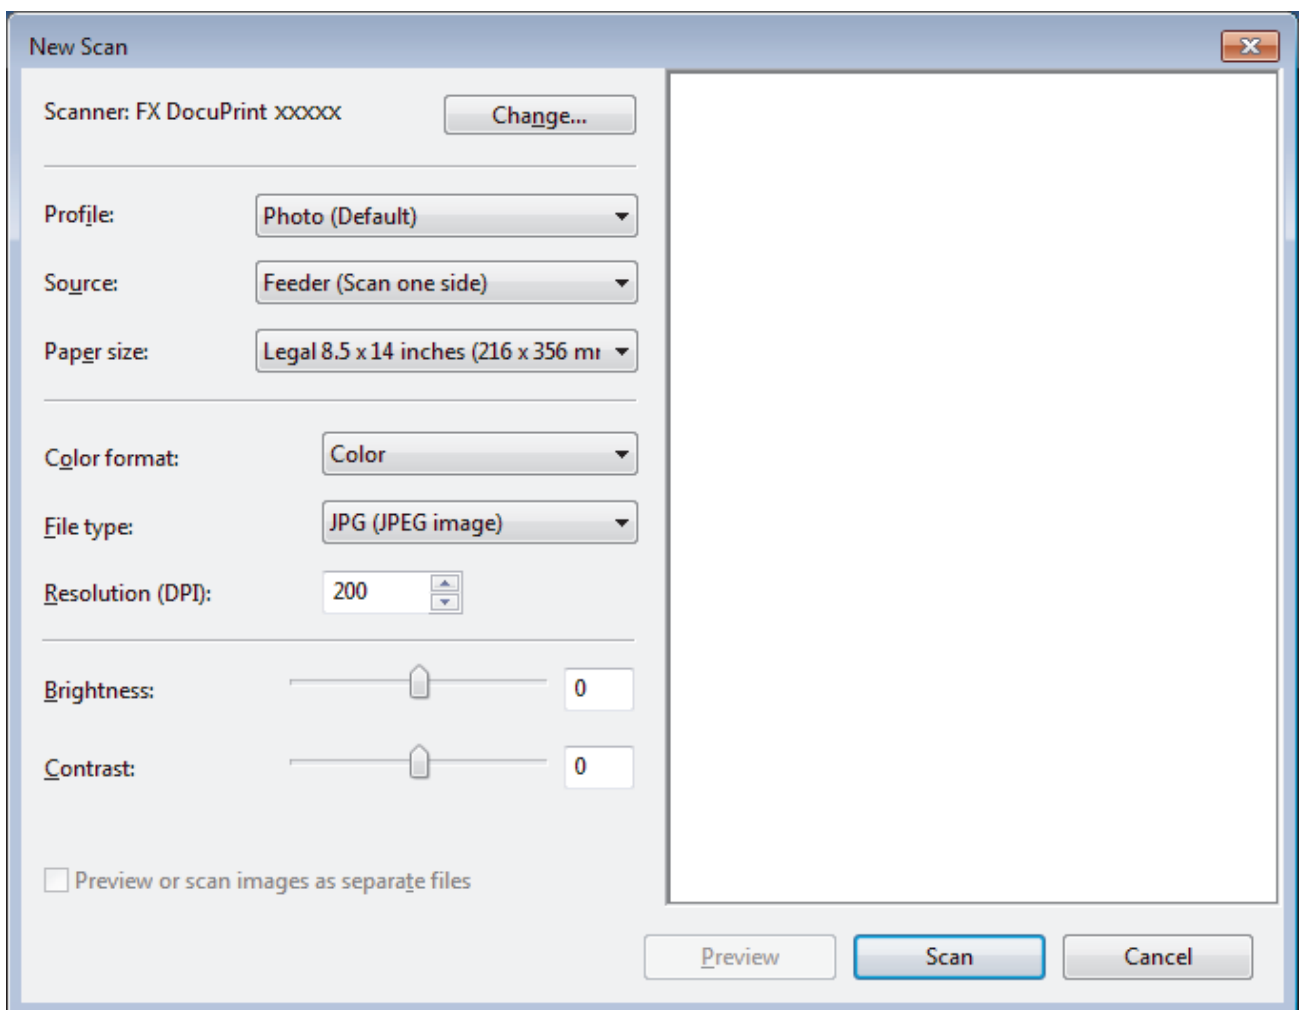 New Scan
Scanner: FX DocuPrint xxxxx
Change...
Profile:
Photo (Default)
Source:
Feeder (Scan one side)
Paper size:
Legal 8.5 x 14 inches (216 x 356 mm
Color format:
Color
File type:
JPG (JPEG image)
Resolution (DPI):
200
Brightness:
0
Contrast:
0
Preview or scan images as separate files
Preview
Scan
Cancel